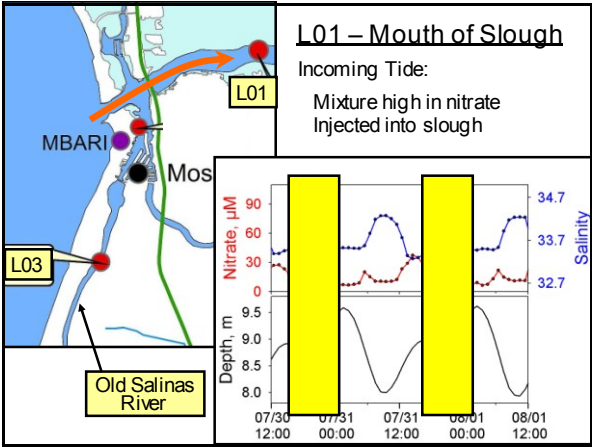 L01 – Mouth of Slough
Incoming Tide:
Mixture high in nitrate
Injected into slough
L01
MBARI
Mos
L03
Old Salinas
River
Nitrate, µM
90
60
30
0
34.7
33.7
32.7
Salinity
Depth, m
9.5
9.0
8.5
8.0
07/30 07/31 07/31 08/01 08/01
12:00 00:00 12:00 00:00 12:00